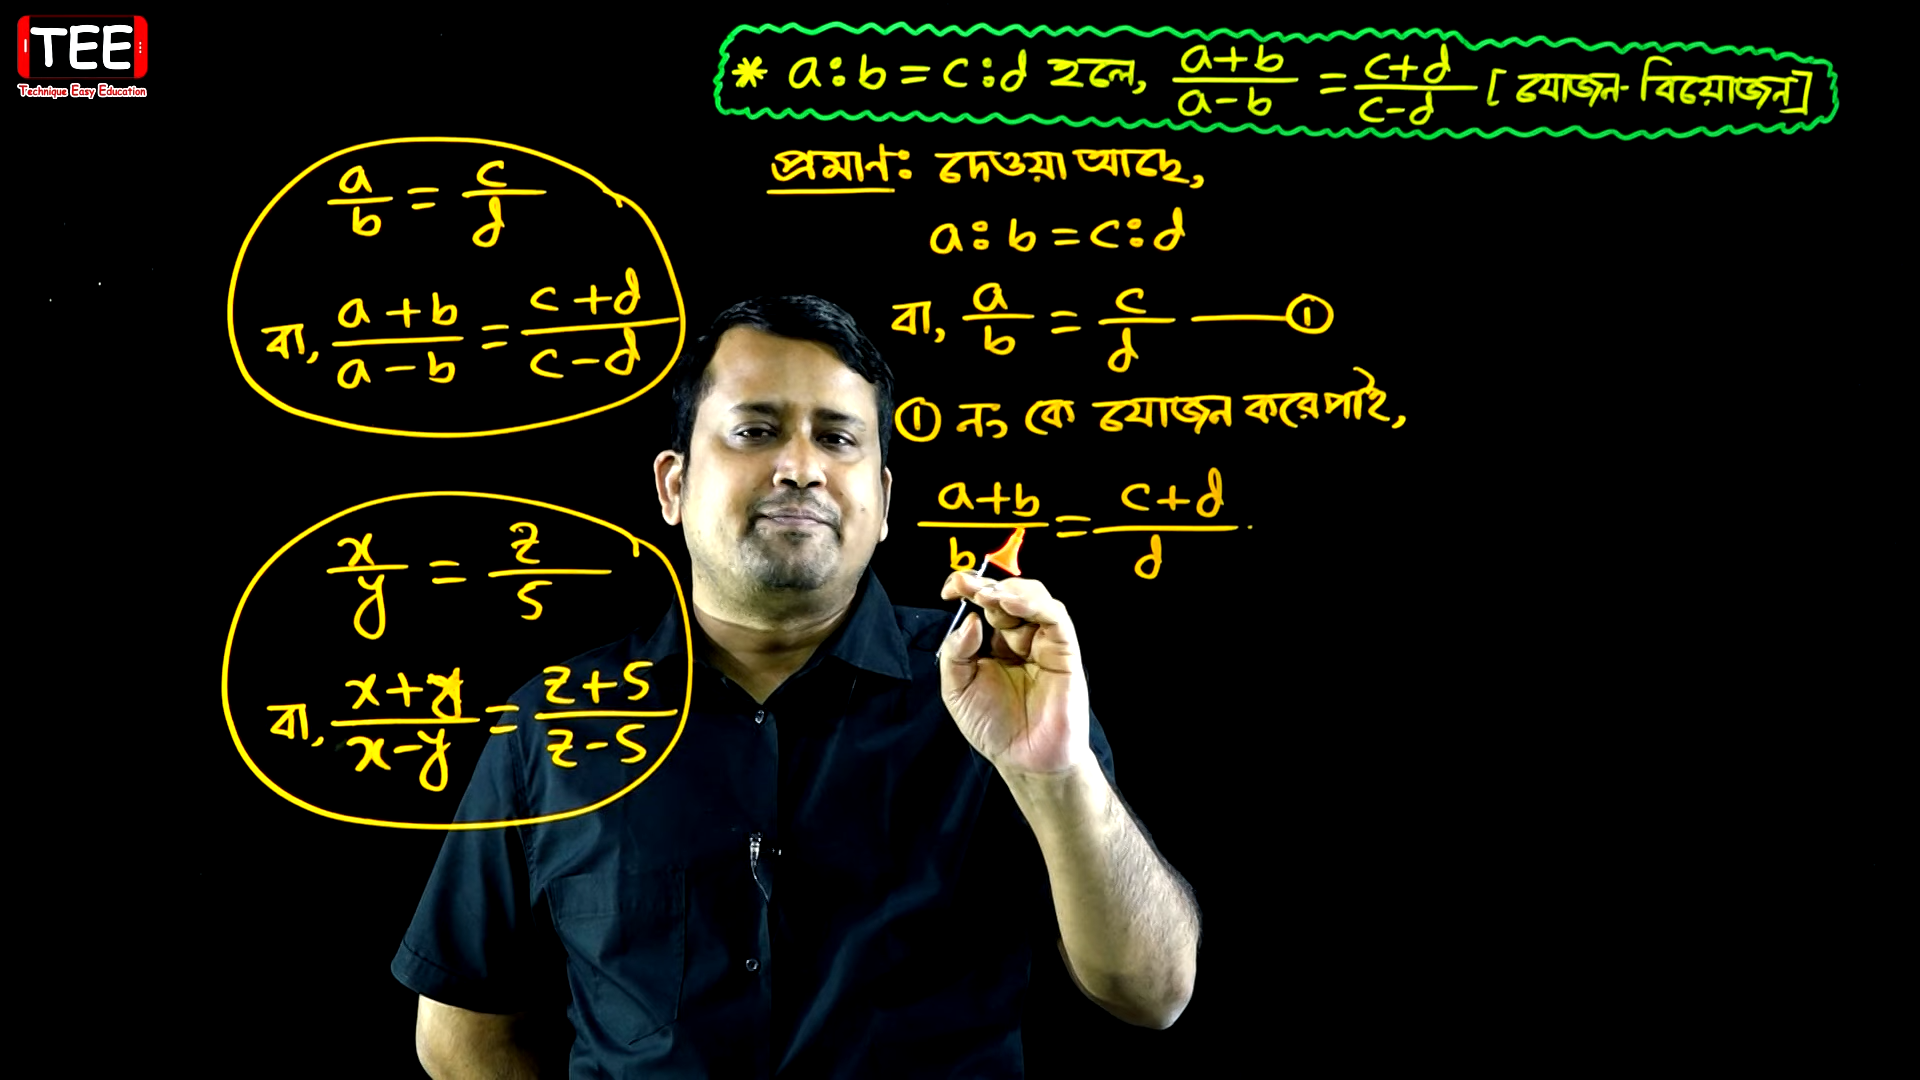 TEE
Technique Easy Education
* a:b = c:d হলে, (a+b)/(a-b) = (c+d)/(c-d) [যোজন-বিয়োজন]
a/b = c/d
বা, (a+b)/(a-b) = (c+d)/(c-d)
x/y = z/5
বা, (x+y)/(x-y) = (z+5)/(z-5)
প্রমাণ: দেওয়া আছে,
a:b = c:d
বা, a/b = c/d —— ①
① নং কে যোজন করে পাই,
(a+b)/b = (c+d)/d